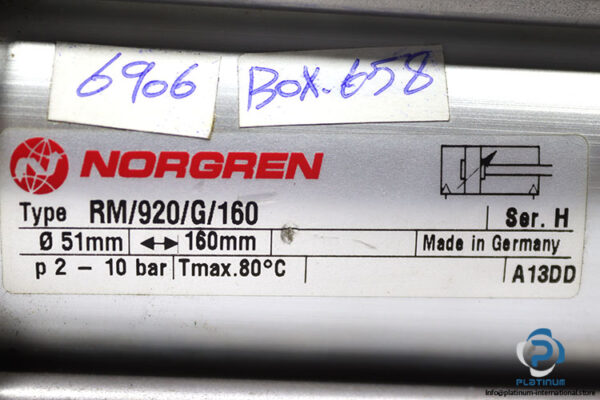 6906 Box.658
NORGREN
Type RM/920/G/160 Ser. H
Ø 51mm 160mm Made in Germany
p 2 - 10 bar Tmax.80°C A13DD
PLATINUM
info@platinum-international.store